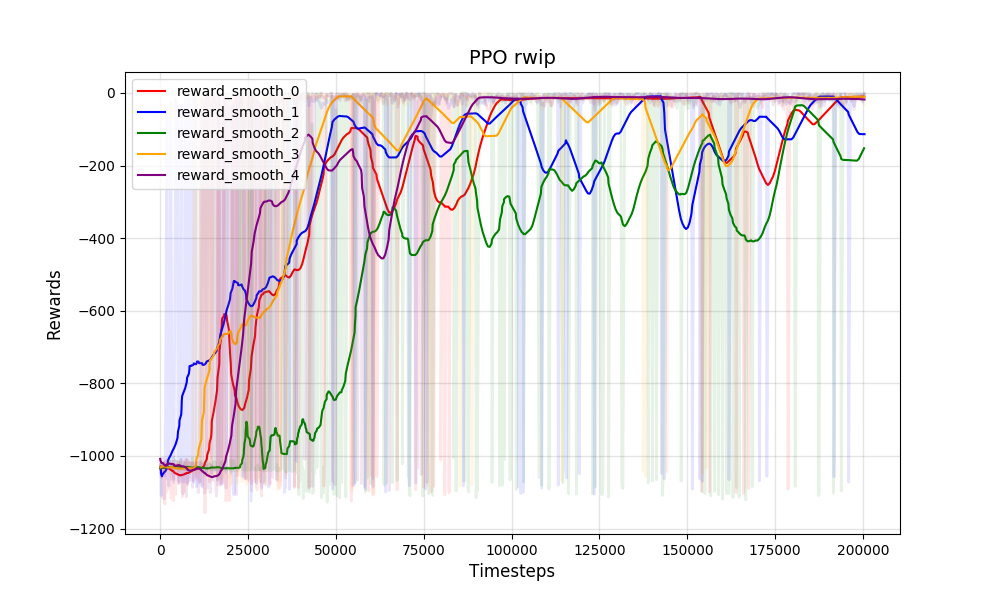 PPO rwip
reward_smooth_0
reward_smooth_1
reward_smooth_2
reward_smooth_3
reward_smooth_4
Rewards
0
−200
−400
−600
−800
−1000
−1200
0 25000 50000 75000 100000 125000 150000 175000 200000
Timesteps